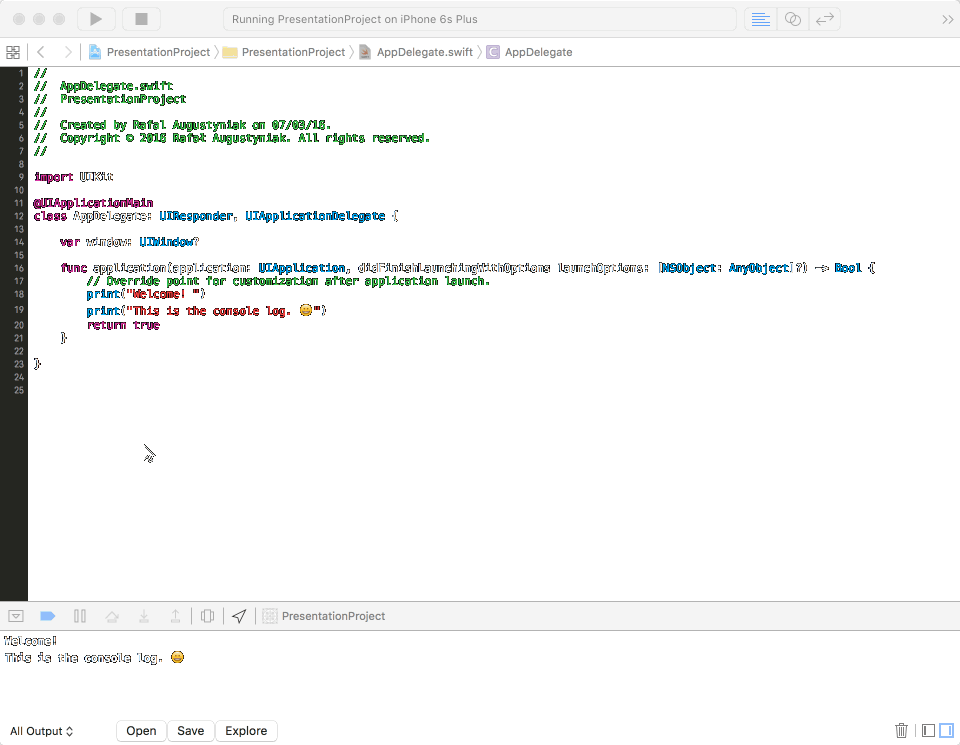 Running PresentationProject on iPhone 6s Plus
PresentationProject PresentationProject AppDelegate.swift C AppDelegate
1 //
2 // AppDelegate.swift
3 // PresentationProject
4 //
5 // Created by Rafal Augustyniak on 07/03/16.
6 // Copyright © 2016 Rafał Augustyniak. All rights reserved.
7 //
8
9 import UIKit
10
11 @UIApplicationMain
12 class AppDelegate: UIResponder, UIApplicationDelegate {
13
14 var window: UIWindow?
15
16 func application(application: UIApplication, didFinishLaunchingWithOptions launchOptions: [NSObject: AnyObject]?) -> Bool {
17 // Override point for customization after application launch.
18 print("Welcome! ")
19 print("This is the console log. 😀")
20 return true
21 }
22
23 }
24
25
PresentationProject
Welcome!
This is the console log. 😀
All Output Open Save Explore